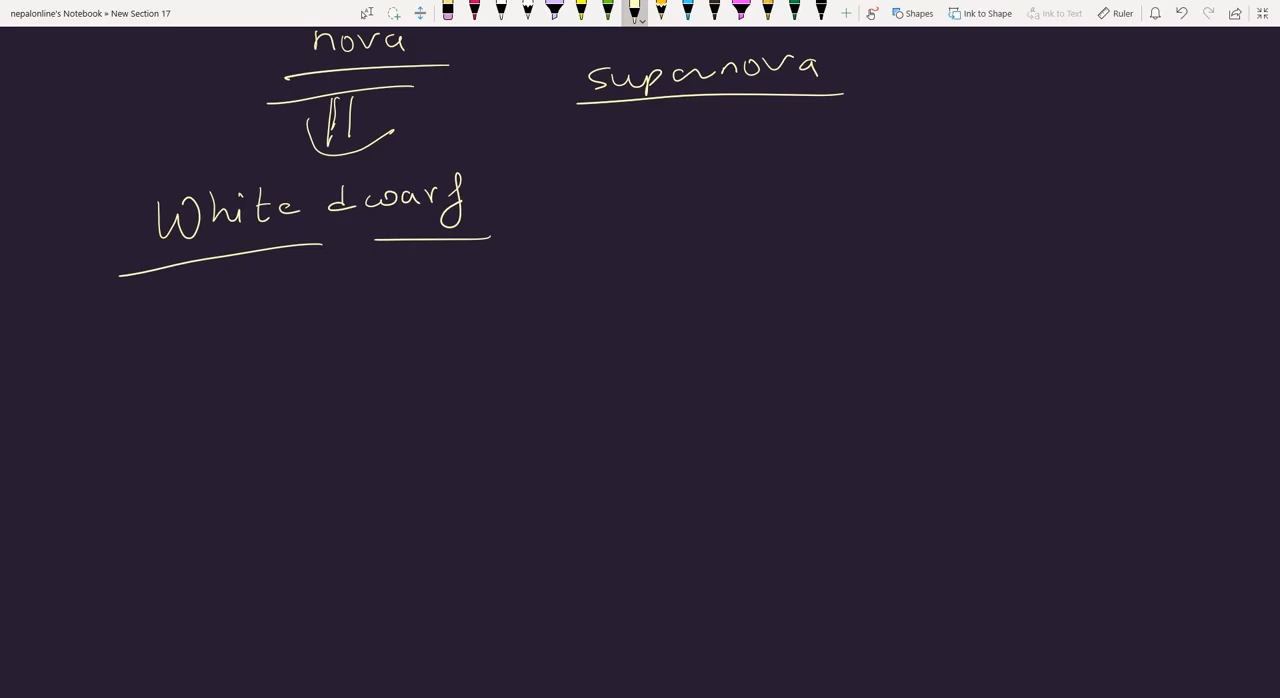 nepalonline's Notebook » New Section 17
Shapes
Ink to Shape
Ink to Text
Ruler
nova
supernova
White dwarf